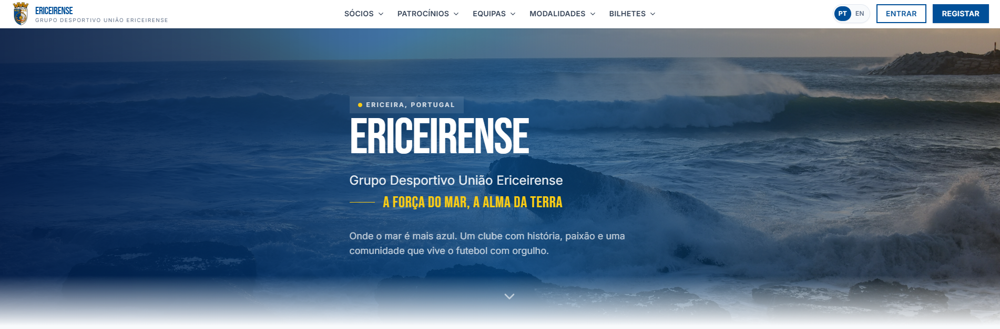 ERICEIRENSE
GRUPO DESPORTIVO UNIÃO ERICEIRENSE
SÓCIOS
PATROCÍNIOS
EQUIPAS
MODALIDADES
BILHETES
PT
EN
ENTRAR
REGISTAR
ERICEIRA, PORTUGAL
ERICEIRENSE
Grupo Desportivo União Ericeirense
A FORÇA DO MAR, A ALMA DA TERRA
Onde o mar é mais azul. Um clube com história, paixão e uma
comunidade que vive o futebol com orgulho.